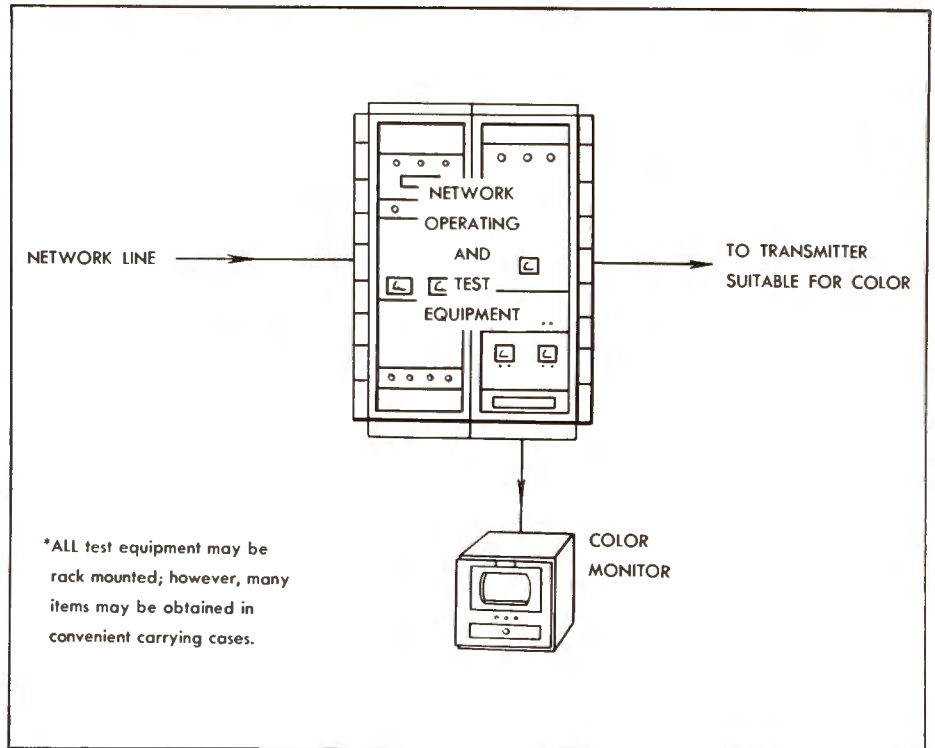 NETWORK LINE
NETWORK
OPERATING
AND
TEST
EQUIPMENT
TO TRANSMITTER
SUITABLE FOR COLOR
COLOR
MONITOR
*ALL test equipment may be
rack mounted; however, many
items may be obtained in
convenient carrying cases.